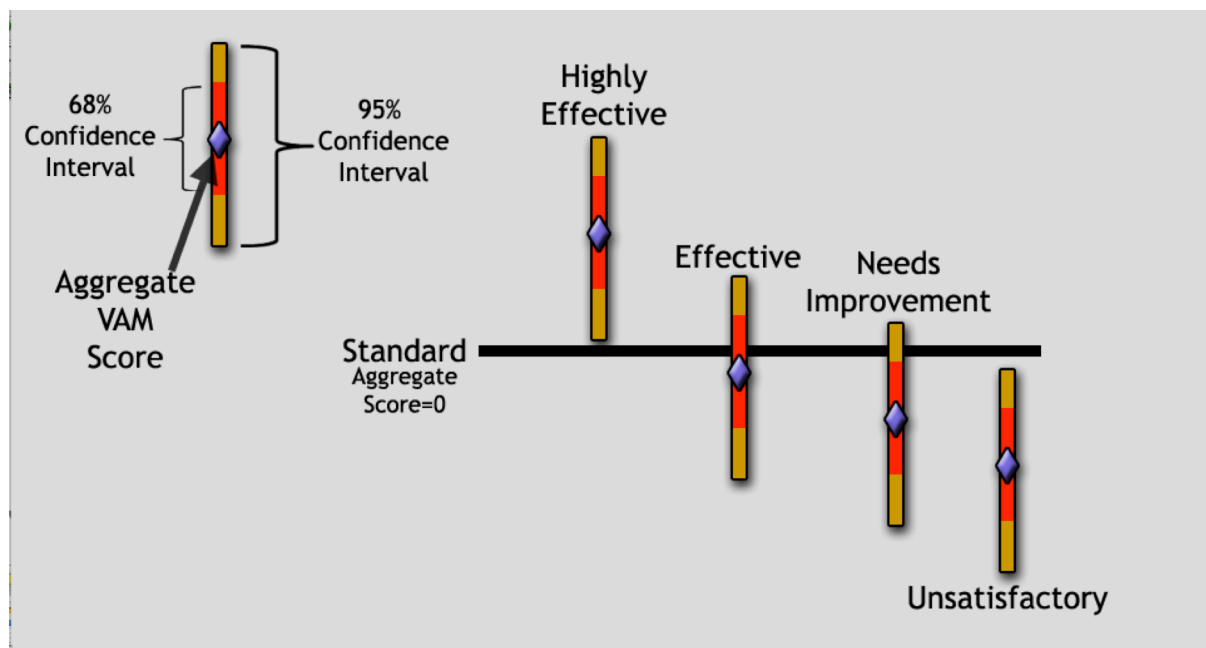 68%
Confidence
Interval
95%
Confidence
Interval
Aggregate
VAM
Score
Highly
Effective
Effective
Needs
Improvement
Standard
Aggregate
Score=0
Unsatisfactory